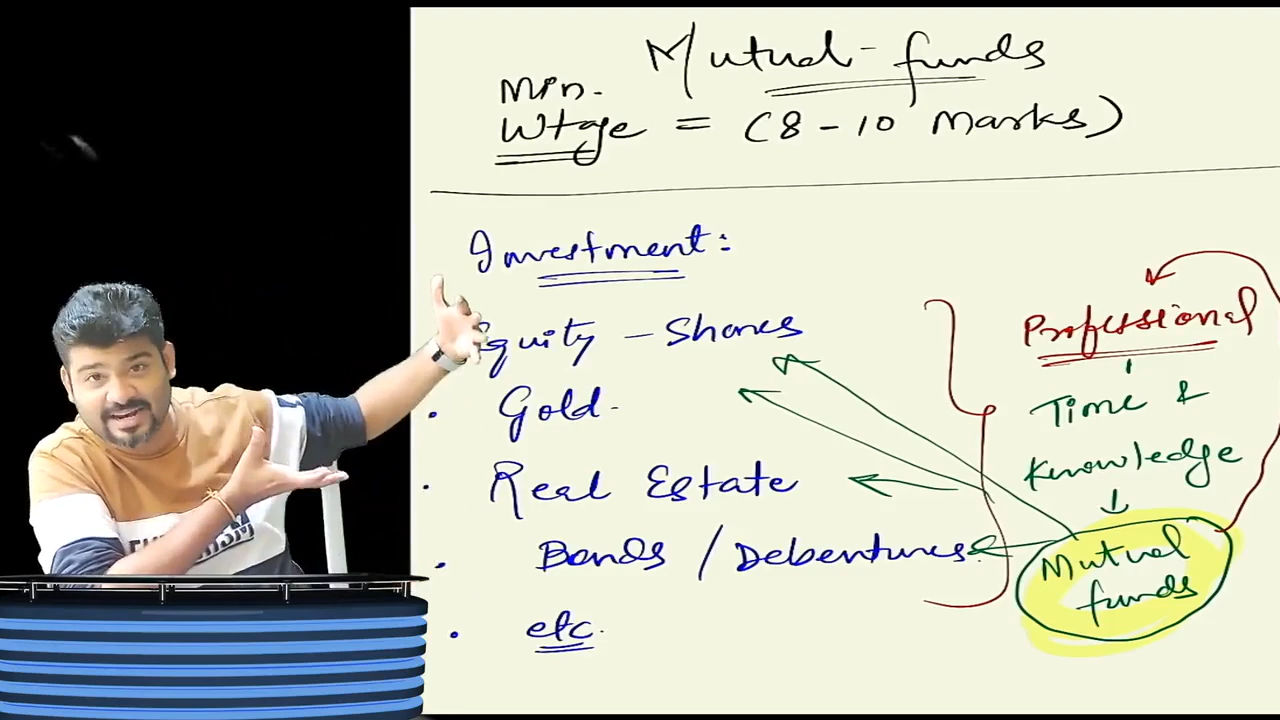 Mutual funds
Min.
Wtge = (8 - 10 Marks)
Investment:
Equity - Shares
• Gold.
• Real Estate
• Bonds / Debentures.
• etc.
Professional
Time &
Knowledge
Mutual
funds